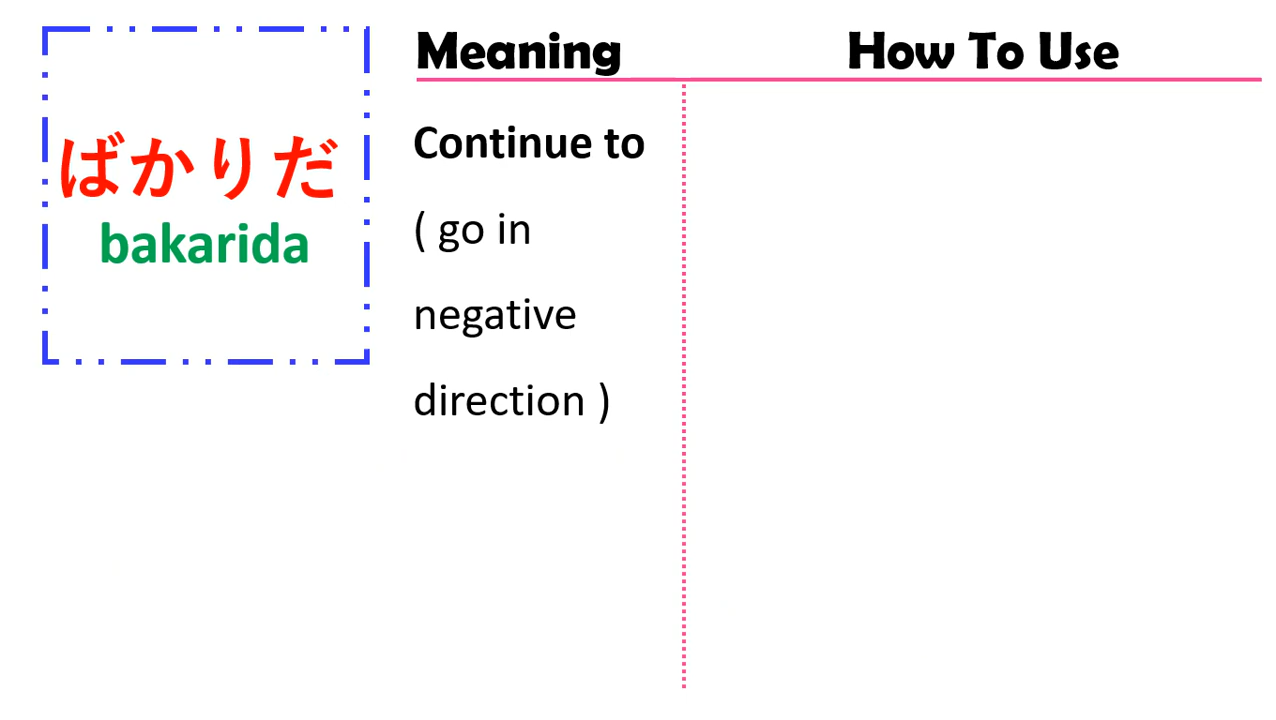 ばかりだ
bakarida
Meaning
How To Use
Continue to
( go in
negative
direction )